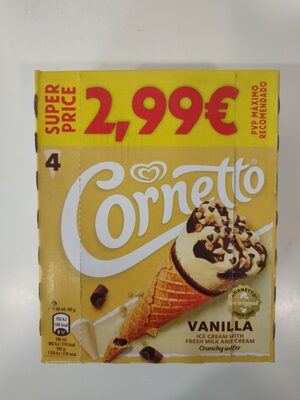 SUPER PRICE
2,99€
PVP MÁXIMO RECOMENDADO
4
Cornetto®
VANILLA
ICE CREAM WITH
FRESH MILK AND CREAM
Crunchy wafer